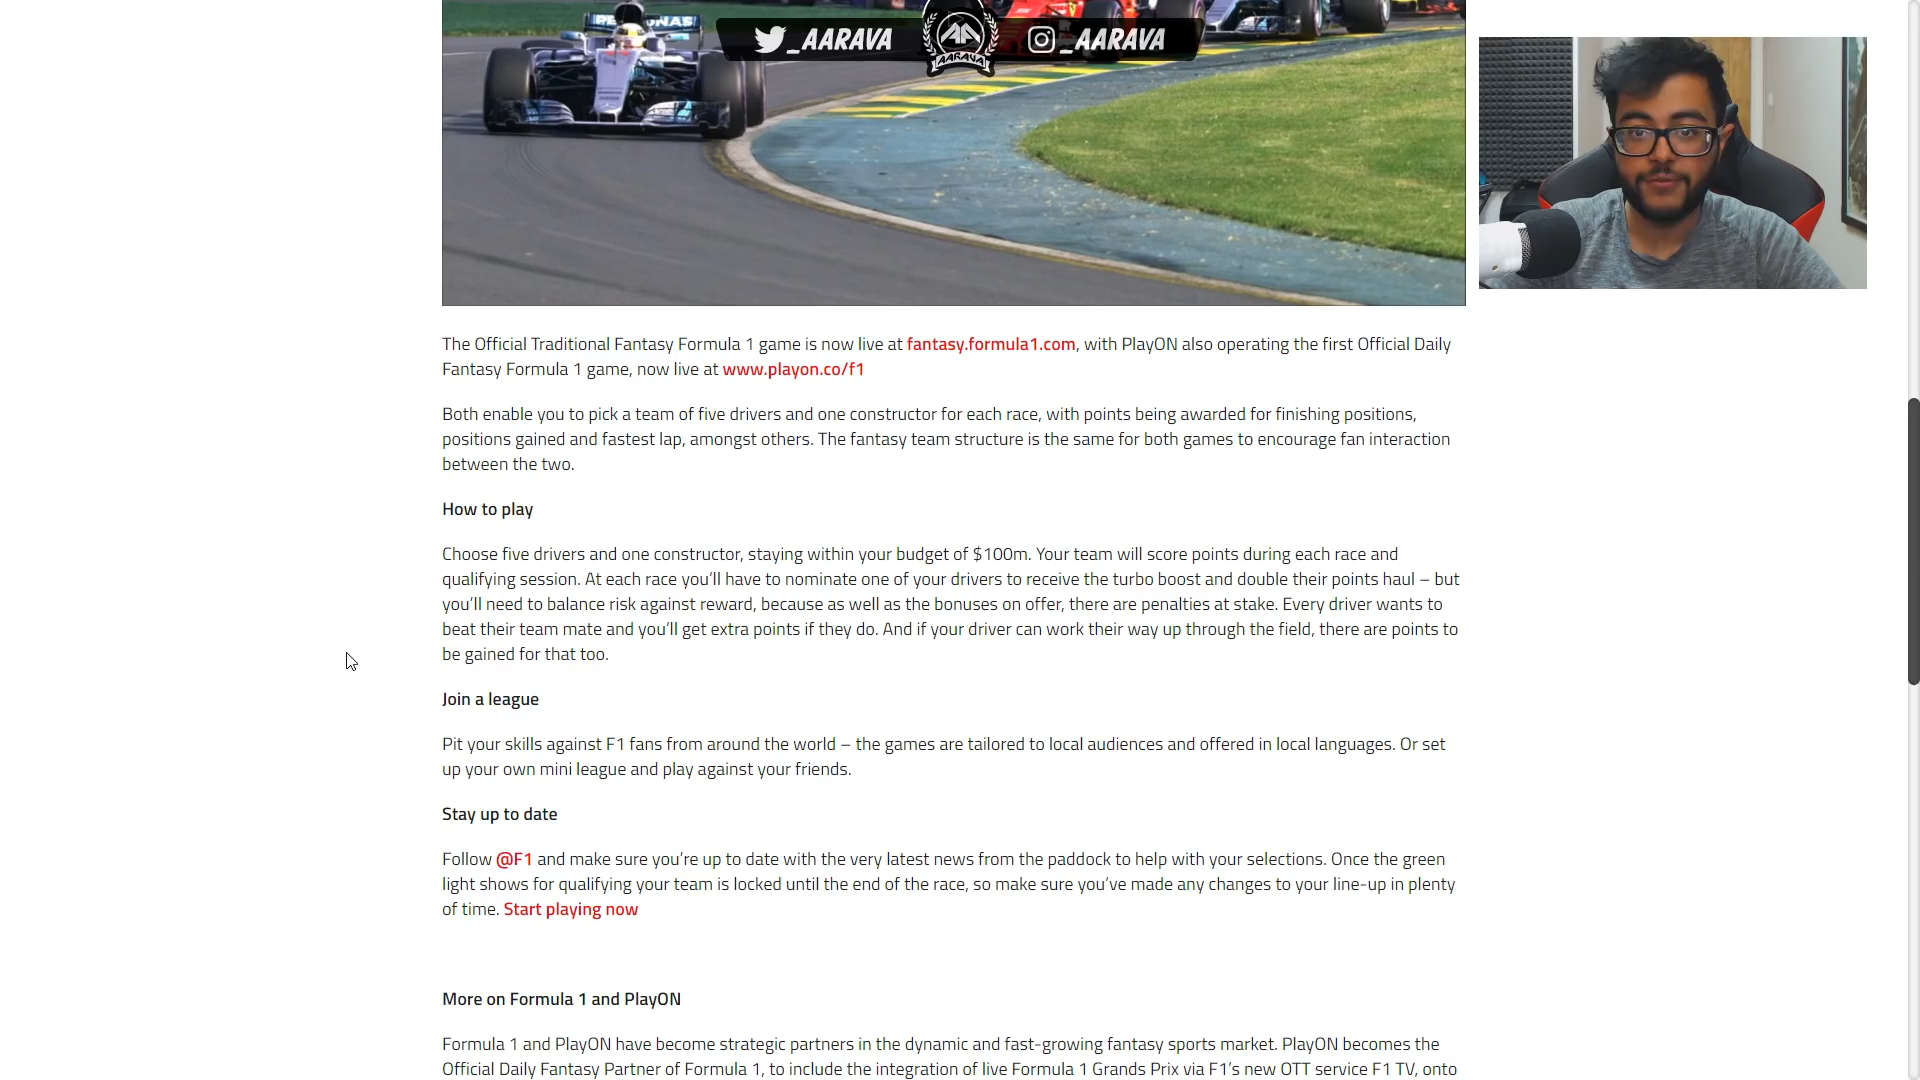 PETRONAS
_AARAVA
AARAVA
_AARAVA
The Official Traditional Fantasy Formula 1 game is now live at fantasy.formula1.com, with PlayON also operating the first Official Daily
Fantasy Formula 1 game, now live at www.playon.co/f1
Both enable you to pick a team of five drivers and one constructor for each race, with points being awarded for finishing positions,
positions gained and fastest lap, amongst others. The fantasy team structure is the same for both games to encourage fan interaction
between the two.
How to play
Choose five drivers and one constructor, staying within your budget of $100m. Your team will score points during each race and
qualifying session. At each race you’ll have to nominate one of your drivers to receive the turbo boost and double their points haul – but
you’ll need to balance risk against reward, because as well as the bonuses on offer, there are penalties at stake. Every driver wants to
beat their team mate and you’ll get extra points if they do. And if your driver can work their way up through the field, there are points to
be gained for that too.
Join a league
Pit your skills against F1 fans from around the world – the games are tailored to local audiences and offered in local languages. Or set
up your own mini league and play against your friends.
Stay up to date
Follow @F1 and make sure you’re up to date with the very latest news from the paddock to help with your selections. Once the green
light shows for qualifying your team is locked until the end of the race, so make sure you’ve made any changes to your line-up in plenty
of time. Start playing now
More on Formula 1 and PlayON
Formula 1 and PlayON have become strategic partners in the dynamic and fast-growing fantasy sports market. PlayON becomes the
Official Daily Fantasy Partner of Formula 1, to include the integration of live Formula 1 Grands Prix via F1’s new OTT service F1 TV, onto